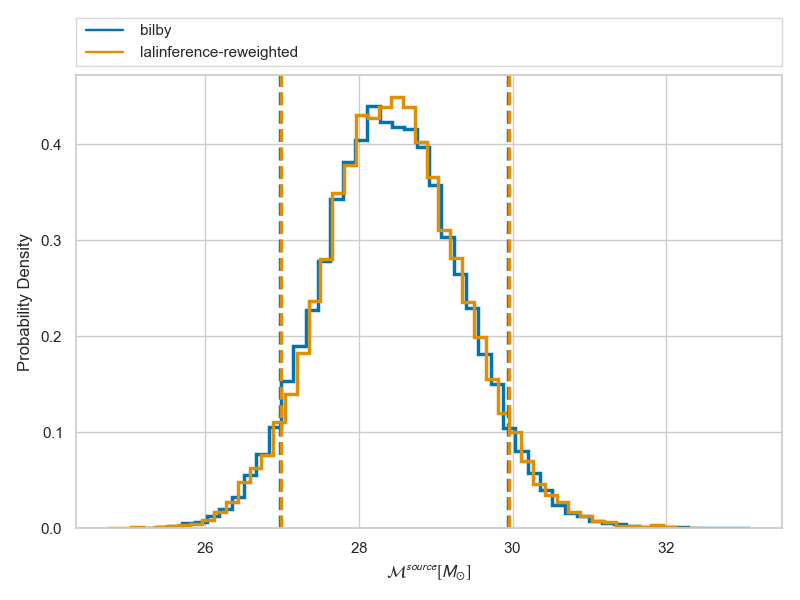 bilby
lalinference-reweighted
0.4
0.3
0.2
0.1
0.0
Probability Density
26 28 30 32
ℳ^source[M_⊙]